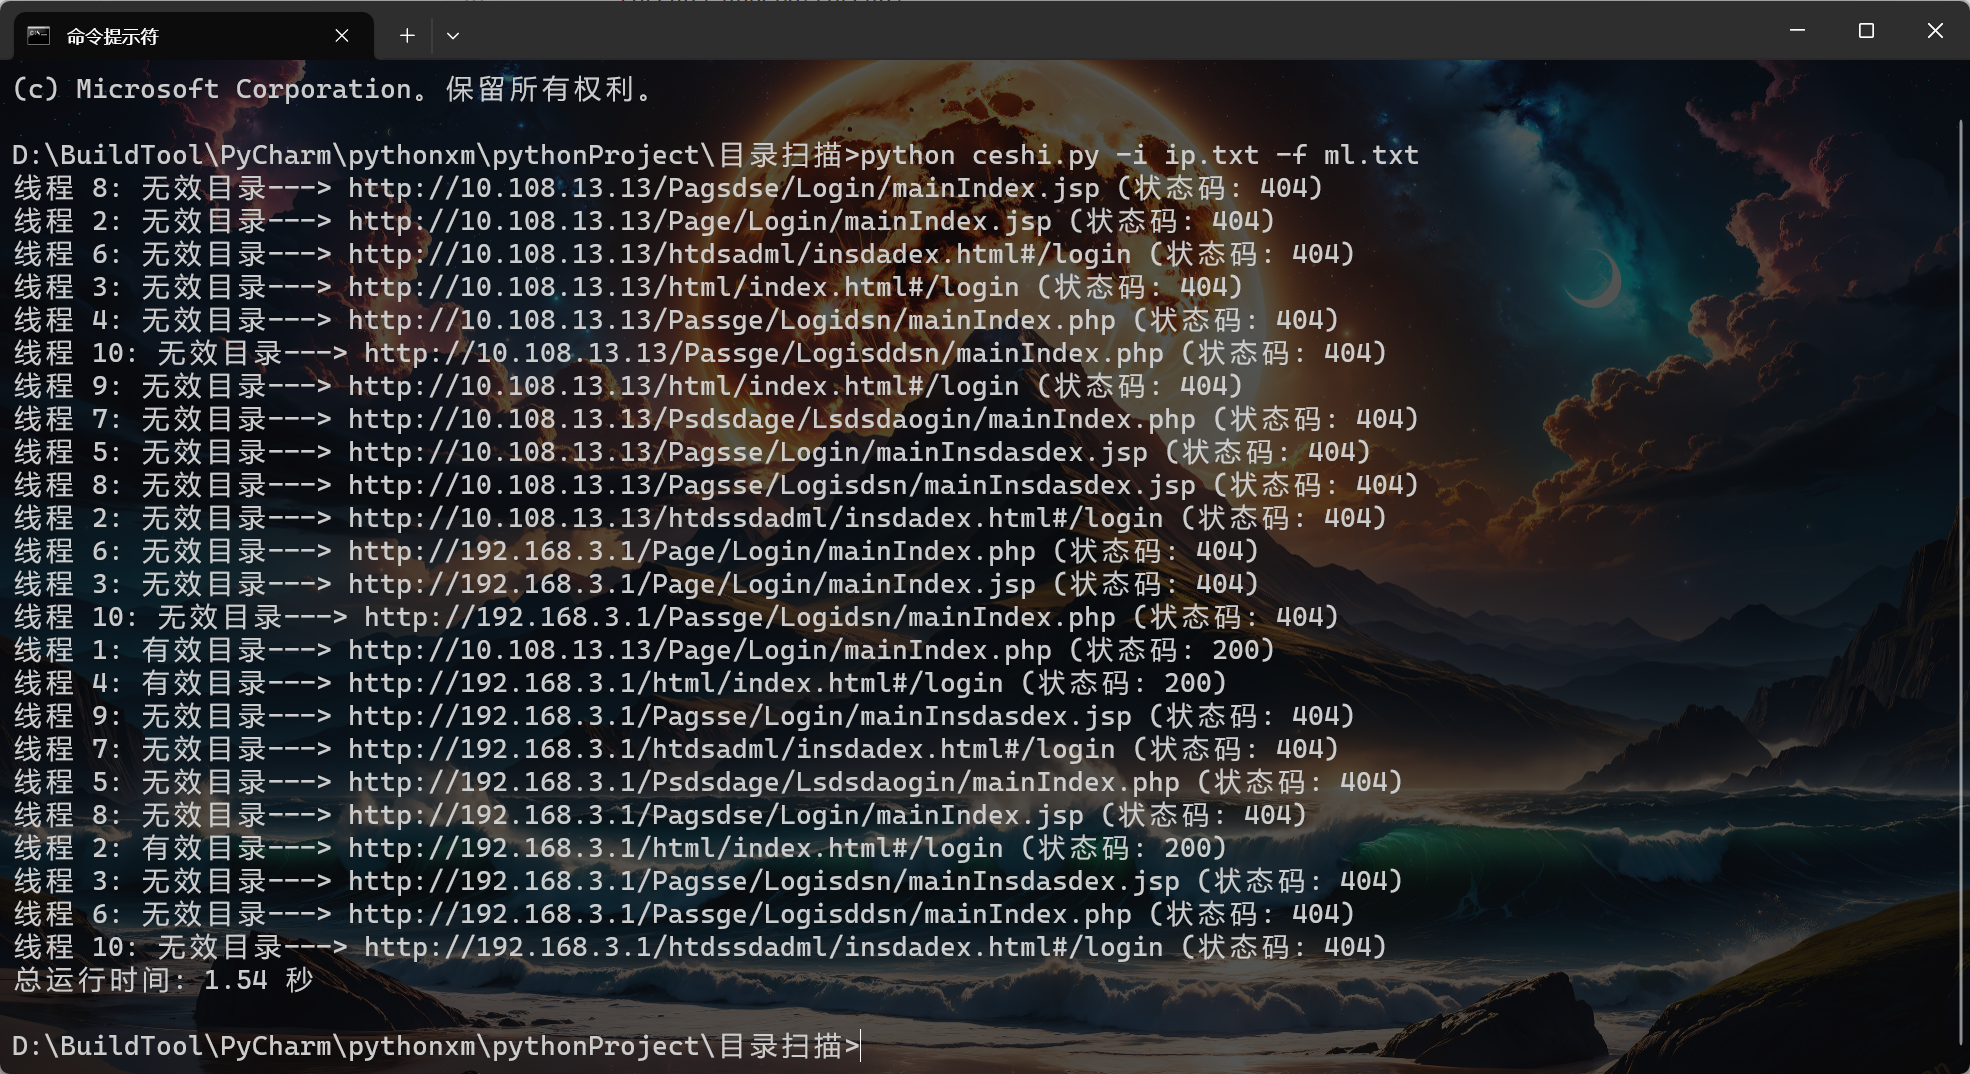 命令提示符
(c) Microsoft Corporation。保留所有权利。
D:\BuildTool\PyCharm\pythonxm\pythonProject\目录扫描>python ceshi.py -i ip.txt -f ml.txt
线程 8: 无效目录---> http://10.108.13.13/Pagsdse/Login/mainIndex.jsp (状态码: 404)
线程 2: 无效目录---> http://10.108.13.13/Page/Login/mainIndex.jsp (状态码: 404)
线程 6: 无效目录---> http://10.108.13.13/htdsadml/insdadex.html#/login (状态码: 404)
线程 3: 无效目录---> http://10.108.13.13/html/index.html#/login (状态码: 404)
线程 4: 无效目录---> http://10.108.13.13/Passge/Logidsn/mainIndex.php (状态码: 404)
线程 10: 无效目录---> http://10.108.13.13/Passge/Logisddsn/mainIndex.php (状态码: 404)
线程 9: 无效目录---> http://10.108.13.13/html/index.html#/login (状态码: 404)
线程 7: 无效目录---> http://10.108.13.13/Psdsdage/Lsdsdaogin/mainIndex.php (状态码: 404)
线程 5: 无效目录---> http://10.108.13.13/Pagsse/Login/mainInsdasdex.jsp (状态码: 404)
线程 8: 无效目录---> http://10.108.13.13/Pagsse/Logisdsn/mainInsdasdex.jsp (状态码: 404)
线程 2: 无效目录---> http://10.108.13.13/htdssdadml/insdadex.html#/login (状态码: 404)
线程 6: 无效目录---> http://192.168.3.1/Page/Login/mainIndex.php (状态码: 404)
线程 3: 无效目录---> http://192.168.3.1/Page/Login/mainIndex.jsp (状态码: 404)
线程 10: 无效目录---> http://192.168.3.1/Passge/Logidsn/mainIndex.php (状态码: 404)
线程 1: 有效目录---> http://10.108.13.13/Page/Login/mainIndex.php (状态码: 200)
线程 4: 有效目录---> http://192.168.3.1/html/index.html#/login (状态码: 200)
线程 9: 无效目录---> http://192.168.3.1/Pagsse/Login/mainInsdasdex.jsp (状态码: 404)
线程 7: 无效目录---> http://192.168.3.1/htdsadml/insdadex.html#/login (状态码: 404)
线程 5: 无效目录---> http://192.168.3.1/Psdsdage/Lsdsdaogin/mainIndex.php (状态码: 404)
线程 8: 无效目录---> http://192.168.3.1/Pagsdse/Login/mainIndex.jsp (状态码: 404)
线程 2: 有效目录---> http://192.168.3.1/html/index.html#/login (状态码: 200)
线程 3: 无效目录---> http://192.168.3.1/Pagsse/Logisdsn/mainInsdasdex.jsp (状态码: 404)
线程 6: 无效目录---> http://192.168.3.1/Passge/Logisddsn/mainIndex.php (状态码: 404)
线程 10: 无效目录---> http://192.168.3.1/htdssdadml/insdadex.html#/login (状态码: 404)
总运行时间: 1.54 秒
D:\BuildTool\PyCharm\pythonxm\pythonProject\目录扫描>